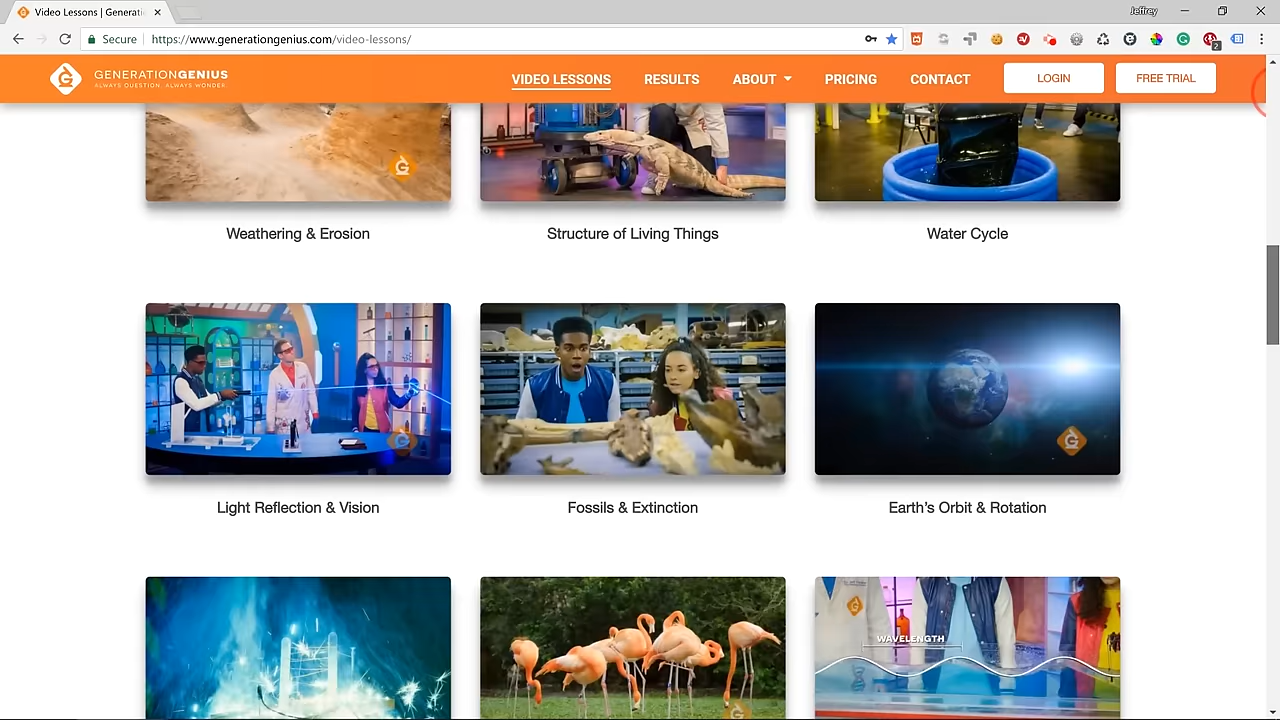 Video Lessons | Generati
Jeffrey
Secure
https://www.generationgenius.com/video-lessons/
2
GENERATIONGENIUS
ALWAYS QUESTION. ALWAYS WONDER.
VIDEO LESSONS
RESULTS
ABOUT
PRICING
CONTACT
LOGIN
FREE TRIAL
Weathering & Erosion
Structure of Living Things
Water Cycle
Light Reflection & Vision
Fossils & Extinction
Earth's Orbit & Rotation
WAVELENGTH